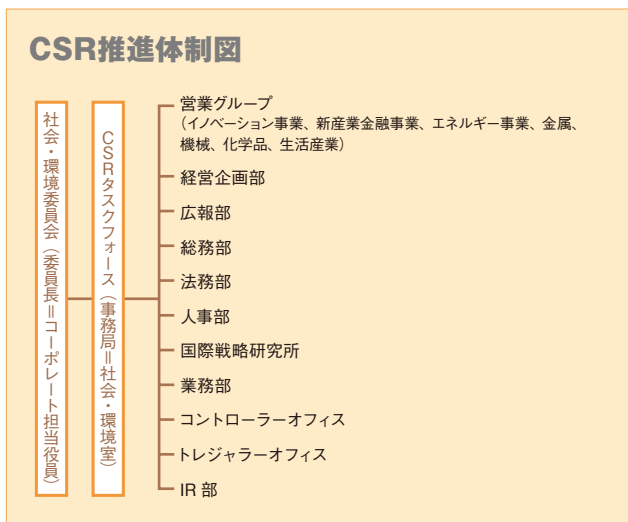 CSR推進体制図
社会・環境委員会（委員長＝コーポレート担当役員）
CSRタスクフォース（事務局＝社会・環境室）
営業グループ
（イノベーション事業、新産業金融事業、エネルギー事業、金属、
機械、化学品、生活産業）
経営企画部
広報部
総務部
法務部
人事部
国際戦略研究所
業務部
コントローラーオフィス
トレジャラーオフィス
IR 部